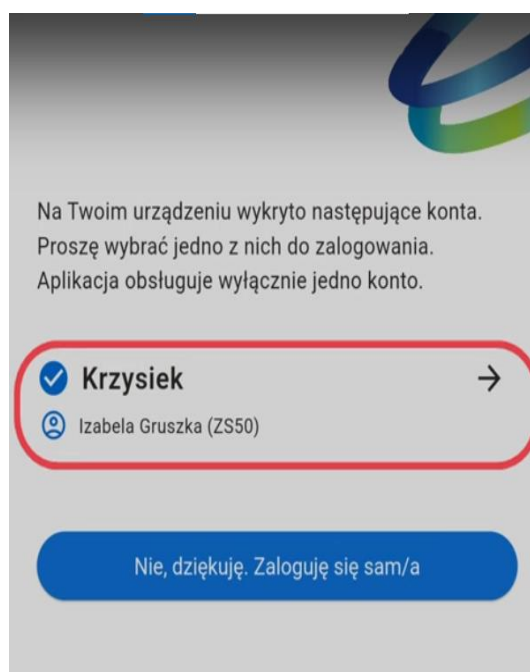 Na Twoim urządzeniu wykryto następujące konta.
Proszę wybrać jedno z nich do zalogowania.
Aplikacja obsługuje wyłącznie jedno konto.
Krzysiek
Izabela Gruszka (ZS50)
Nie, dziękuję. Zaloguję się sam/a